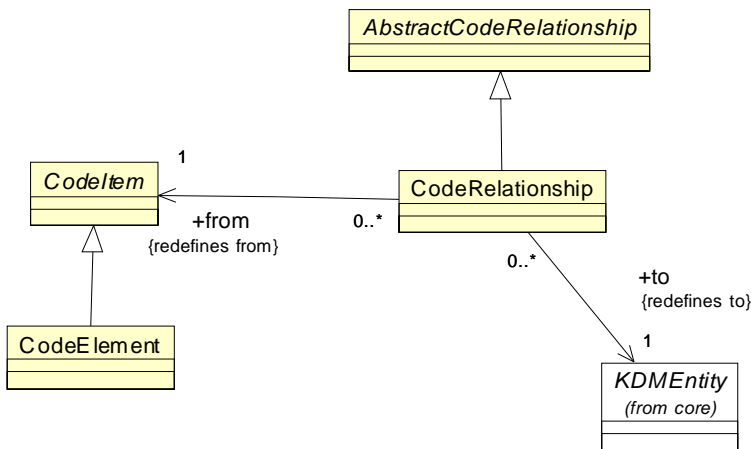 AbstractCodeRelationship
1
CodeItem
CodeRelationship
+from
0..*
{redefines from}
0..*
+to
{redefines to}
CodeElement
1
KDMEntity
(from core)